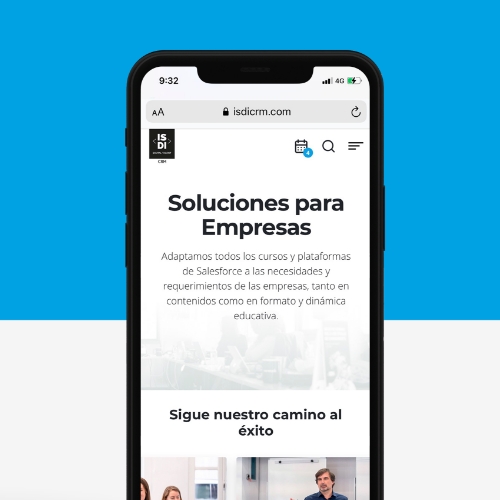 9:32
4G
AA
isdicrm.com
IS
DI
CRM
Soluciones para
Empresas
Adaptamos todos los cursos y plataformas
de Salesforce a las necesidades y
requerimientos de las empresas, tanto en
contenidos como en formato y dinámica
educativa.
Sigue nuestro camino al
éxito